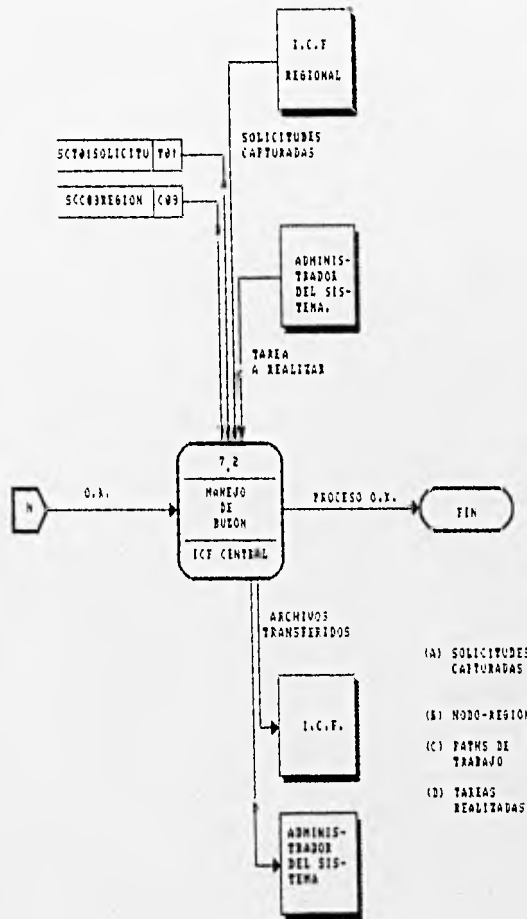 I.C.F
REGIONAL
SOLICITUDES
CAPTURADAS
SCT01SOLICITU T01
SCC03REGION C03
ADMINIS-
TRADOR
DEL SIS-
TEMA.
TAREA
A REALIZAR
7.2
MANEJO
DE
BUZON
ICF CENTRAL
N
O.K.
PROCESO O.K.
FIN
ARCHIVOS
TRANSFERIDOS
I.C.F.
ADMINIS-
TRADOR
DEL SIS-
TEMA
(A) SOLICITUDES
CAPTURADAS
(B) NODO-REGION
(C) PATHS DE
TRABAJO
(D) TAREAS
REALIZADAS